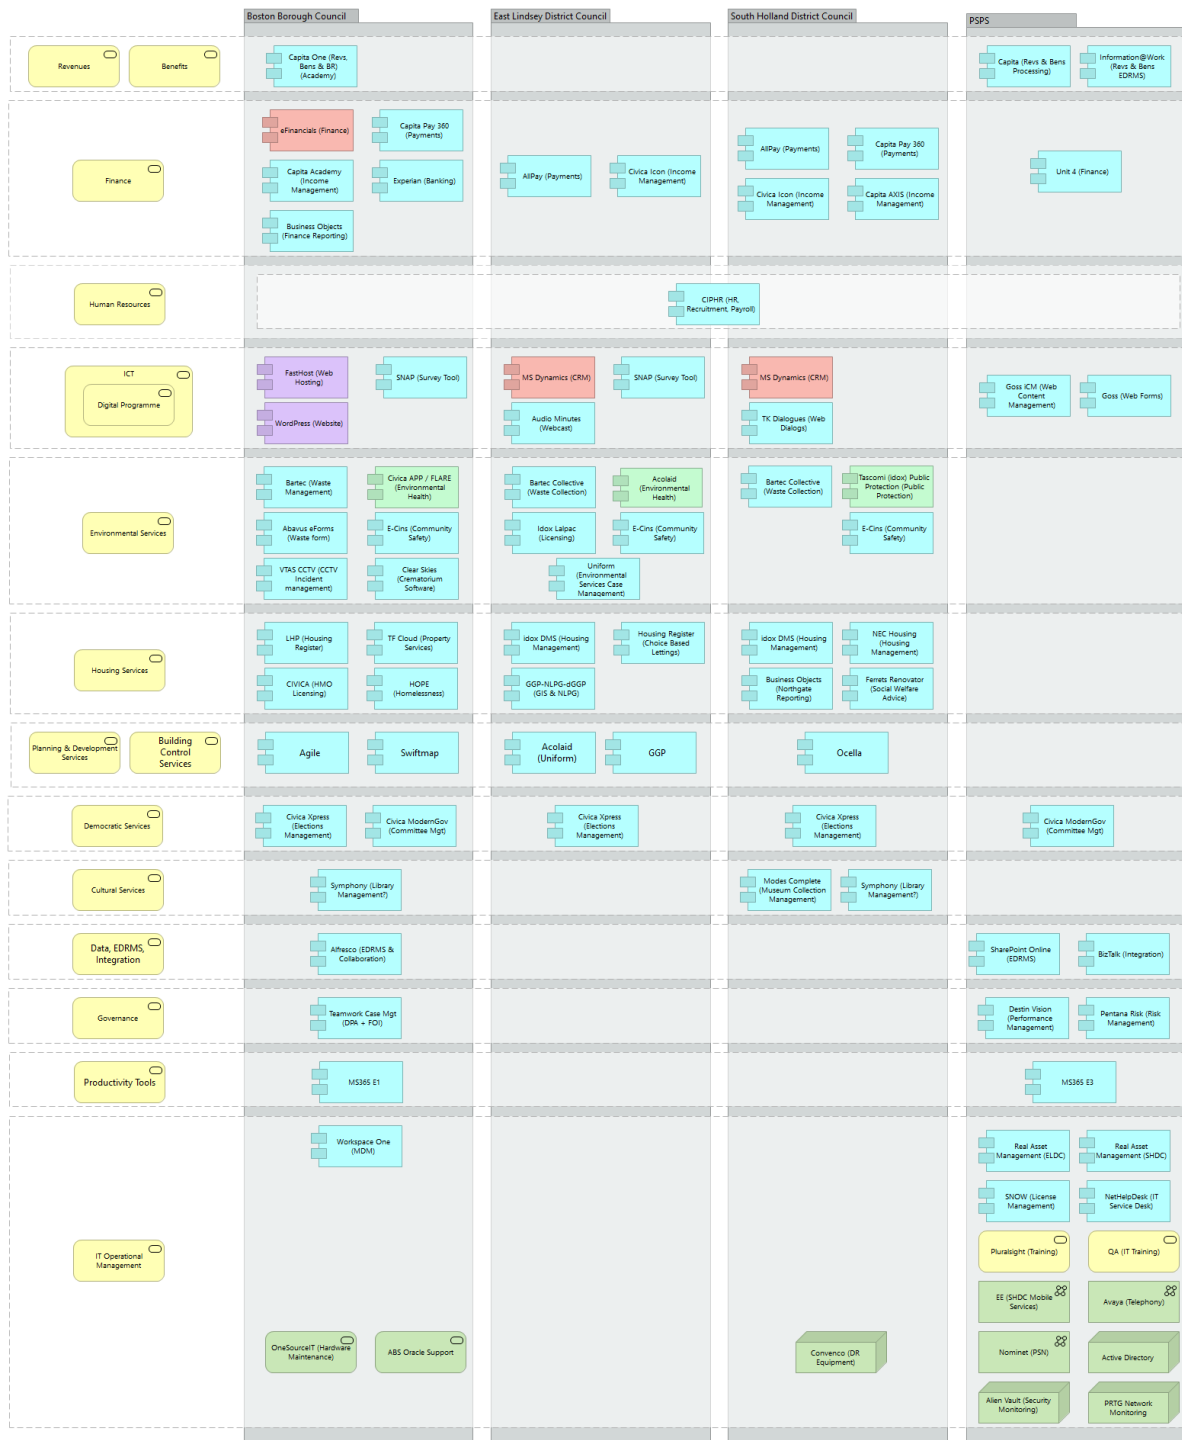 Boston Borough Council
East Lindsey District Council
South Holland District Council
PSPS
Revenues
Benefits
Capita One (Revs,
Bens & BR)
(Academy)
Capita (Revs & Bens
Processing)
Information@Work
(Revs & Bens
EDRMS)
Finance
eFinancials (Finance)
Capita Pay 360
(Payments)
Capita Academy
(Income
Management)
Experian (Banking)
Business Objects
(Finance Reporting)
AllPay (Payments)
Civica Icon (Income
Management)
AllPay (Payments)
Capita Pay 360
(Payments)
Civica Icon (Income
Management)
Capita AXIS (Income
Management)
Unit 4 (Finance)
Human Resources
CIPHR (HR,
Recruitment, Payroll)
ICT
Digital Programme
FastHost (Web
Hosting)
SNAP (Survey Tool)
WordPress (Website)
MS Dynamics (CRM)
SNAP (Survey Tool)
Audio Minutes
(Webcast)
MS Dynamics (CRM)
TK Dialogues (Web
Dialogs)
Goss iCM (Web
Content
Management)
Goss (Web Forms)
Environmental Services
Bartec (Waste
Management)
Civica APP / FLARE
(Environmental
Health)
Abavus eForms
(Waste form)
E-Cins (Community
Safety)
VTAS CCTV (CCTV
Incident
management)
Clear Skies
(Crematorium
Software)
Bartec Collective
(Waste Collection)
Acolaid
(Environmental
Health)
Idox Lalpac
(Licensing)
E-Cins (Community
Safety)
Uniform
(Environmental
Services Case
Management)
Bartec Collective
(Waste Collection)
Tascomi (idox) Public
Protection (Public
Protection)
E-Cins (Community
Safety)
Housing Services
LHP (Housing
Register)
TF Cloud (Property
Services)
CIVICA (HMO
Licensing)
HOPE
(Homelessness)
idox DMS (Housing
Management)
Housing Register
(Choice Based
Lettings)
GGP-NLPG-dGGP
(GIS & NLPG)
idox DMS (Housing
Management)
NEC Housing
(Housing
Management)
Business Objects
(Northgate
Reporting)
Ferrets Renovator
(Social Welfare
Advice)
Planning & Development
Services
Building
Control
Services
Agile
Swiftmap
Acolaid
(Uniform)
GGP
Ocella
Democratic Services
Civica Xpress
(Elections
Management)
Civica ModernGov
(Committee Mgt)
Civica Xpress
(Elections
Management)
Civica Xpress
(Elections
Management)
Civica ModernGov
(Committee Mgt)
Cultural Services
Symphony (Library
Management?)
Modes Complete
(Museum Collection
Management)
Symphony (Library
Management?)
Data, EDRMS,
Integration
Alfresco (EDRMS &
Collaboration)
SharePoint Online
(EDRMS)
BizTalk (Integration)
Governance
Teamwork Case Mgt
(DPA + FOI)
Destin Vision
(Performance
Management)
Pentana Risk (Risk
Management)
Productivity Tools
MS365 E1
MS365 E3
IT Operational
Management
Workspace One
(MDM)
OneSourceIT (Hardware
Maintenance)
ABS Oracle Support
Convenco (DR
Equipment)
Real Asset
Management (ELDC)
Real Asset
Management (SHDC)
SNOW (License
Management)
NetHelpDesk (IT
Service Desk)
Pluralsight (Training)
QA (IT Training)
EE (SHDC Mobile
Services)
Avaya (Telephony)
Nominet (PSN)
Active Directory
Alien Vault (Security
Monitoring)
PRTG Network
Monitoring